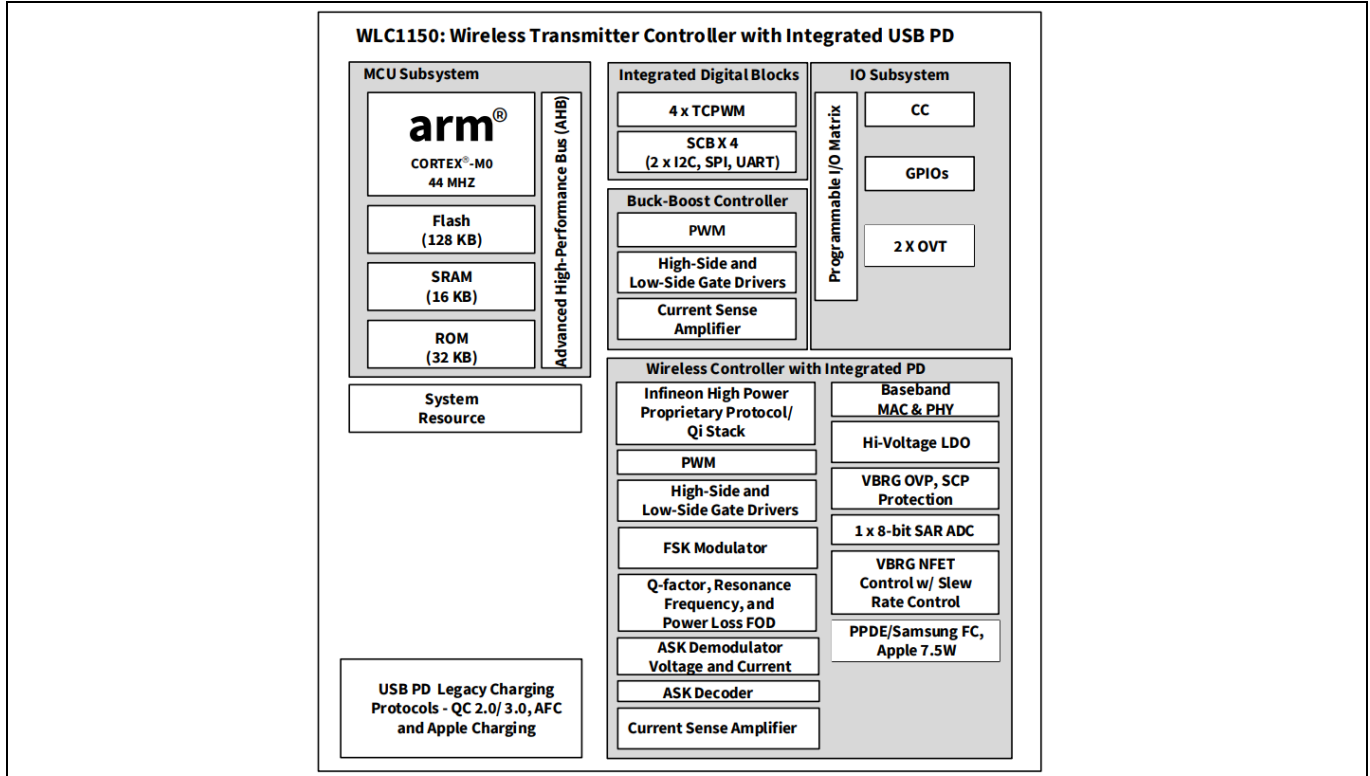 WLC1150: Wireless Transmitter Controller with Integrated USB PD
MCU Subsystem
arm®
CORTEX®-M0
44 MHZ
Flash
(128 KB)
SRAM
(16 KB)
ROM
(32 KB)
Advanced High-Performance Bus (AHB)
System
Resource
USB PD Legacy Charging
Protocols - QC 2.0/ 3.0, AFC
and Apple Charging
Integrated Digital Blocks
4 x TCPWM
SCB X 4
(2 x I2C, SPI, UART)
Buck-Boost Controller
PWM
High-Side and
Low-Side Gate Drivers
Current Sense
Amplifier
IO Subsystem
Programmable I/O Matrix
CC
GPIOs
2 X OVT
Wireless Controller with Integrated PD
Infineon High Power
Proprietary Protocol/
Qi Stack
PWM
High-Side and
Low-Side Gate Drivers
FSK Modulator
Q-factor, Resonance
Frequency, and
Power Loss FOD
ASK Demodulator
Voltage and Current
ASK Decoder
Current Sense Amplifier
Baseband
MAC & PHY
Hi-Voltage LDO
VBRG OVP, SCP
Protection
1 x 8-bit SAR ADC
VBRG NFET
Control w/ Slew
Rate Control
PPDE/Samsung FC,
Apple 7.5W